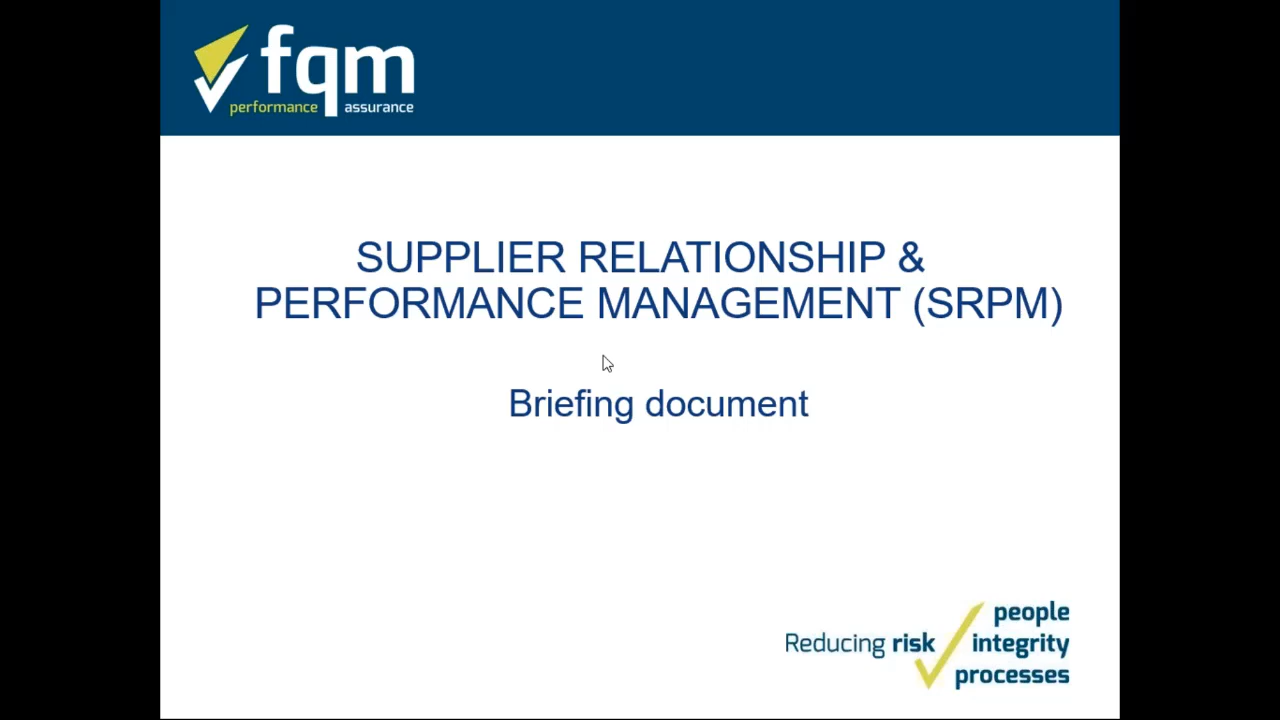 fqm
performance assurance
SUPPLIER RELATIONSHIP &
PERFORMANCE MANAGEMENT (SRPM)
Briefing document
people
Reducing risk integrity
processes